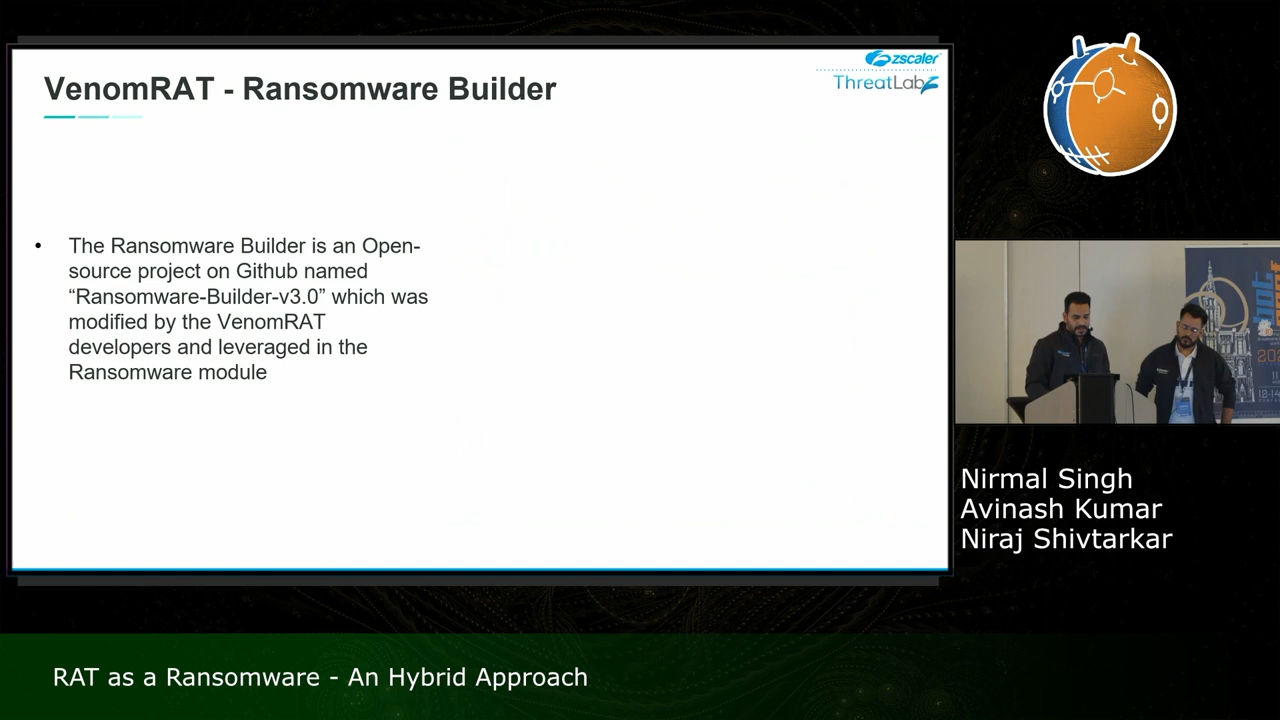 VenomRAT - Ransomware Builder
zscaler
ThreatLabZ
• The Ransomware Builder is an Open-
source project on Github named
“Ransomware-Builder-v3.0” which was
modified by the VenomRAT
developers and leveraged in the
Ransomware module
Nirmal Singh
Avinash Kumar
Niraj Shivtarkar
RAT as a Ransomware - An Hybrid Approach